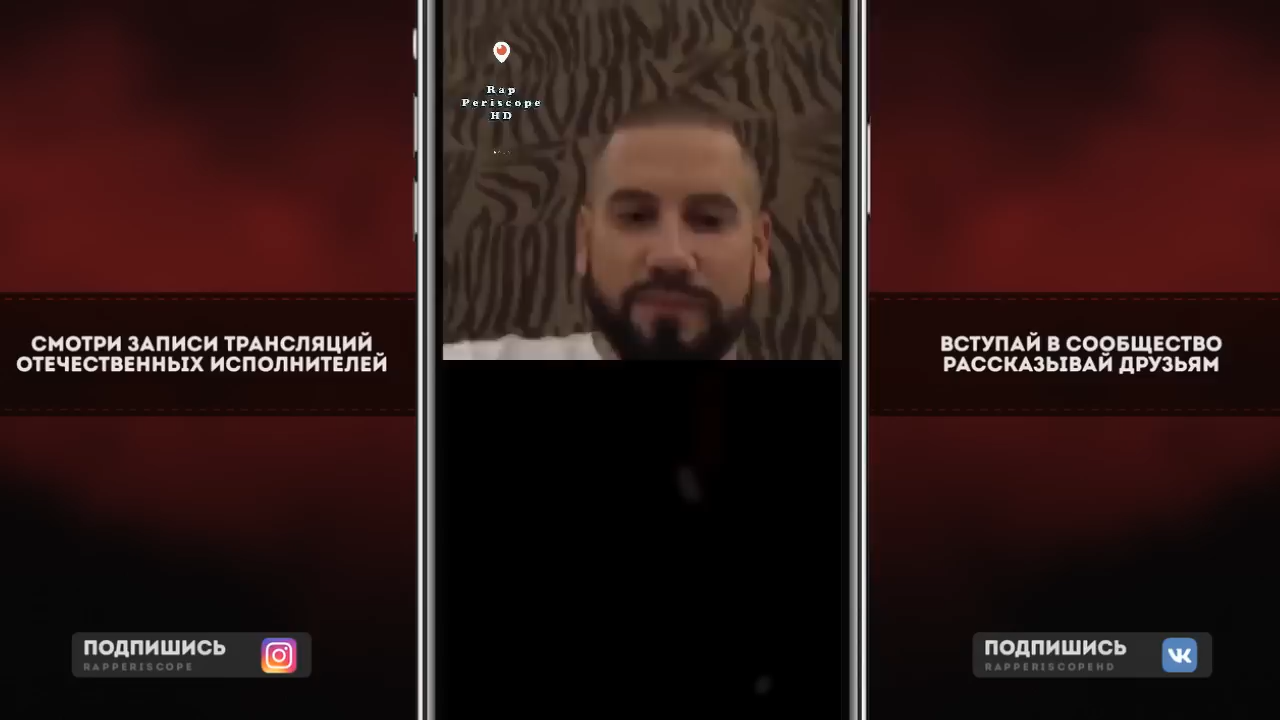 Rap
Periscope
HD
СМОТРИ ЗАПИСИ ТРАНСЛЯЦИЙ
ОТЕЧЕСТВЕННЫХ ИСПОЛНИТЕЛЕЙ
ВСТУПАЙ В СООБЩЕСТВО
РАССКАЗЫВАЙ ДРУЗЬЯМ
ПОДПИШИСЬ
RAPPERISCOPE
ПОДПИШИСЬ
RAPPERISCOPEHD